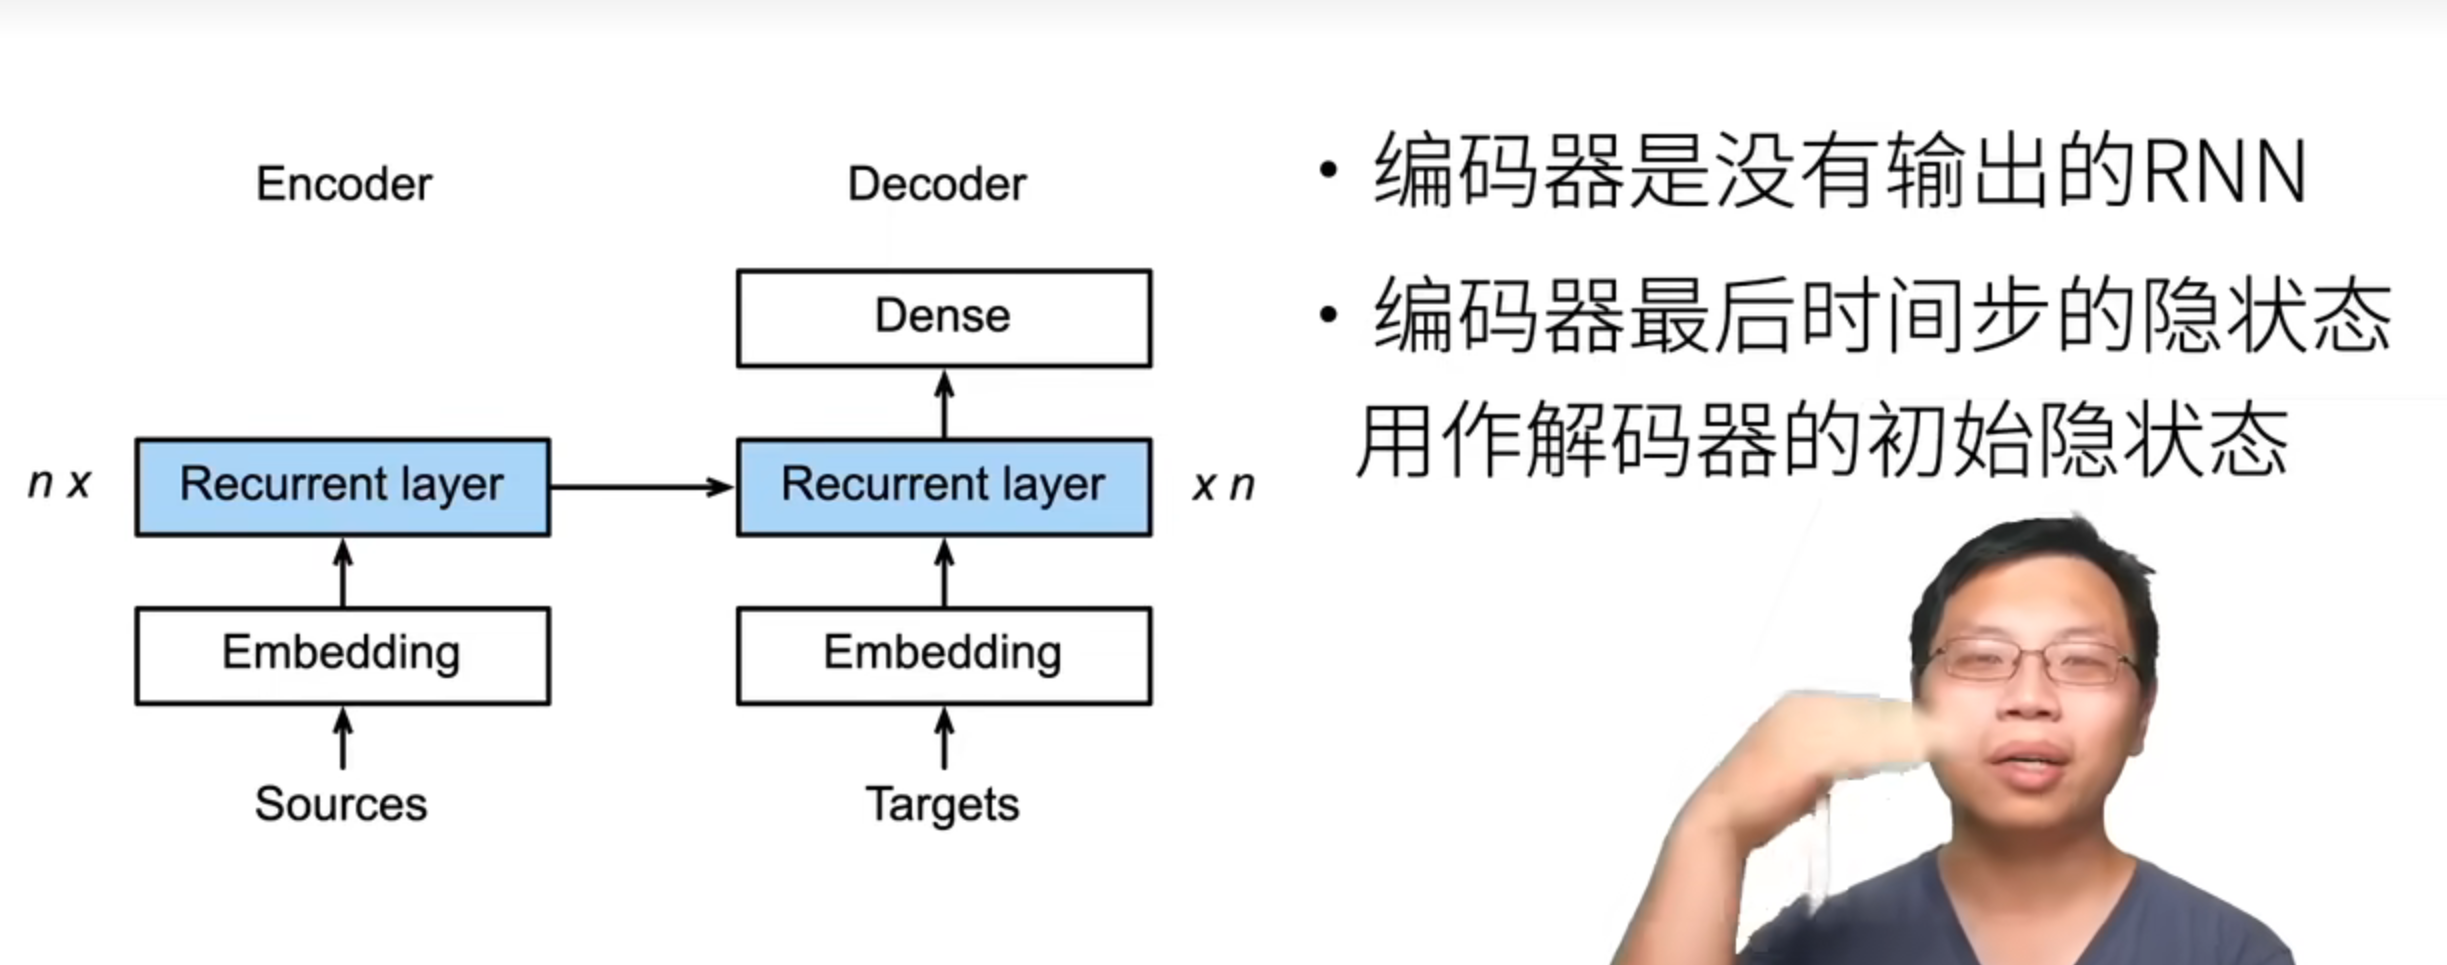 Encoder
Decoder
Dense
n x
Recurrent layer
Recurrent layer
x n
Embedding
Embedding
Sources
Targets
• 编码器是没有输出的RNN
• 编码器最后时间步的隐状态
用作解码器的初始隐状态